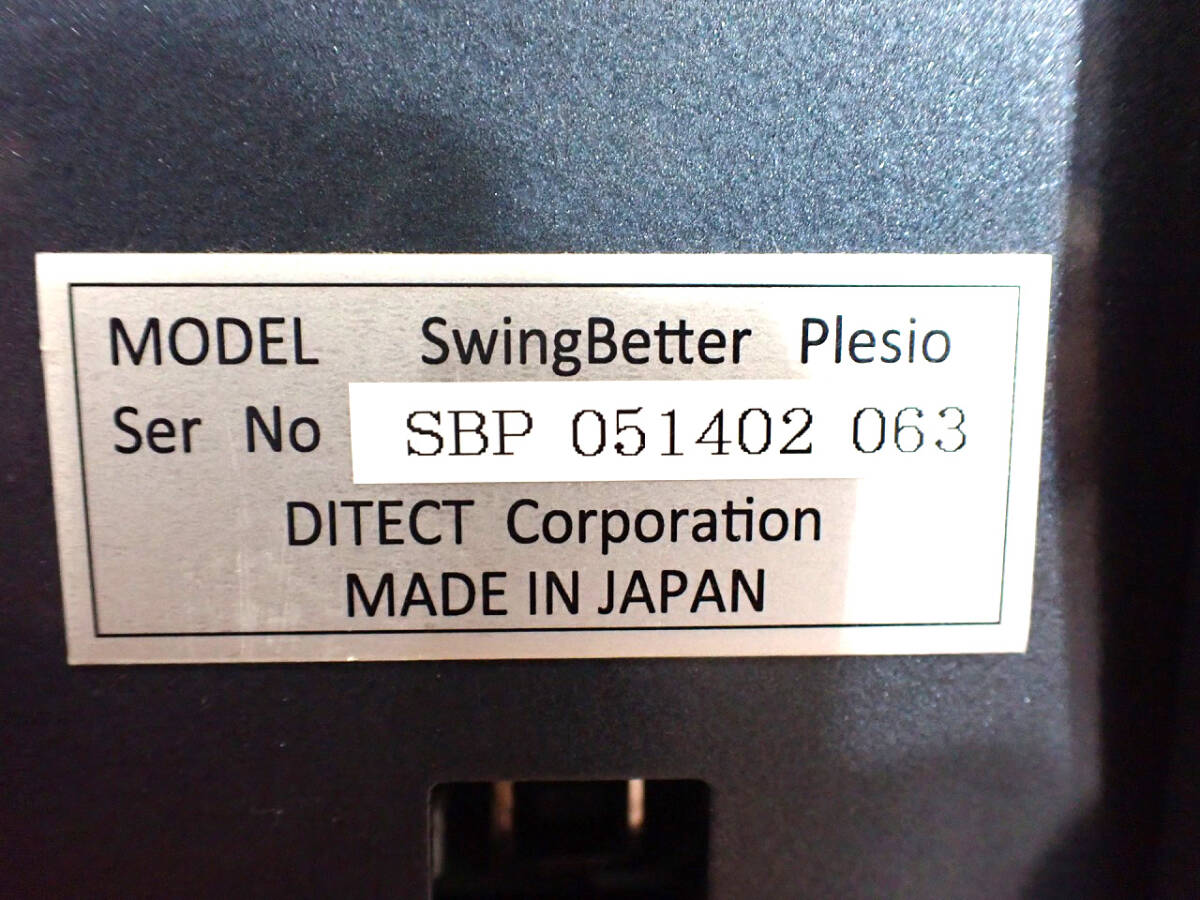 MODEL SwingBetter Plesio
Ser No SBP 051402 063
DITECT Corporation
MADE IN JAPAN